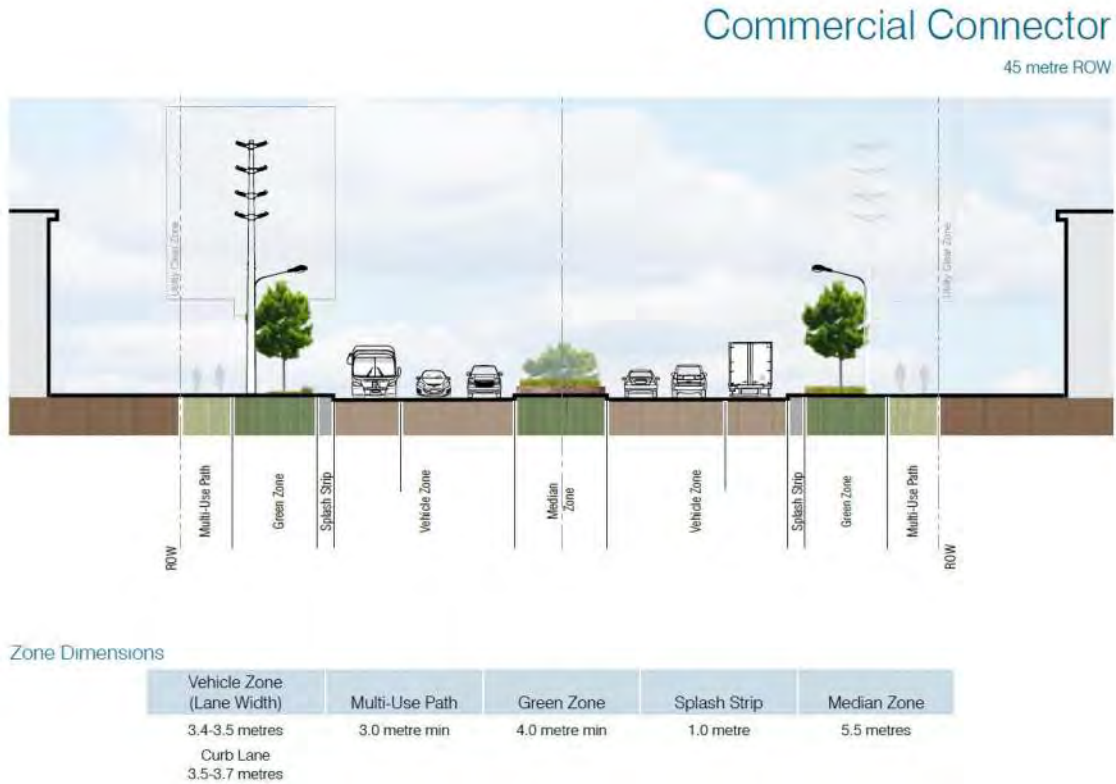 Commercial Connector
45 metre ROW
Utility Clear Zone
Utility Clear Zone
ROW
Multi-Use Path
Green Zone
Splash Strip
Vehicle Zone
Median
Zone
Vehicle Zone
Splash Strip
Green Zone
Multi-Use Path
ROW
Zone Dimensions
Vehicle Zone
(Lane Width) Multi-Use Path Green Zone Splash Strip Median Zone
3.4-3.5 metres 3.0 metre min 4.0 metre min 1.0 metre 5.5 metres
Curb Lane
3.5-3.7 metres